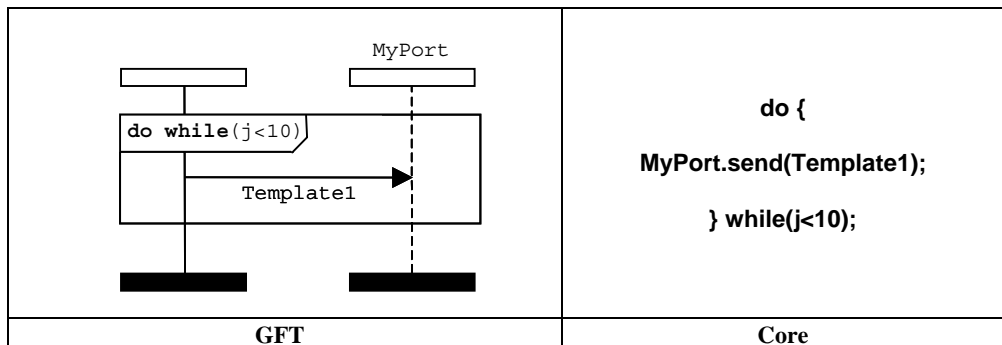 MyPort
do while(j<10)
Template1
do {
MyPort.send(Template1);
} while(j<10);
GFT
Core